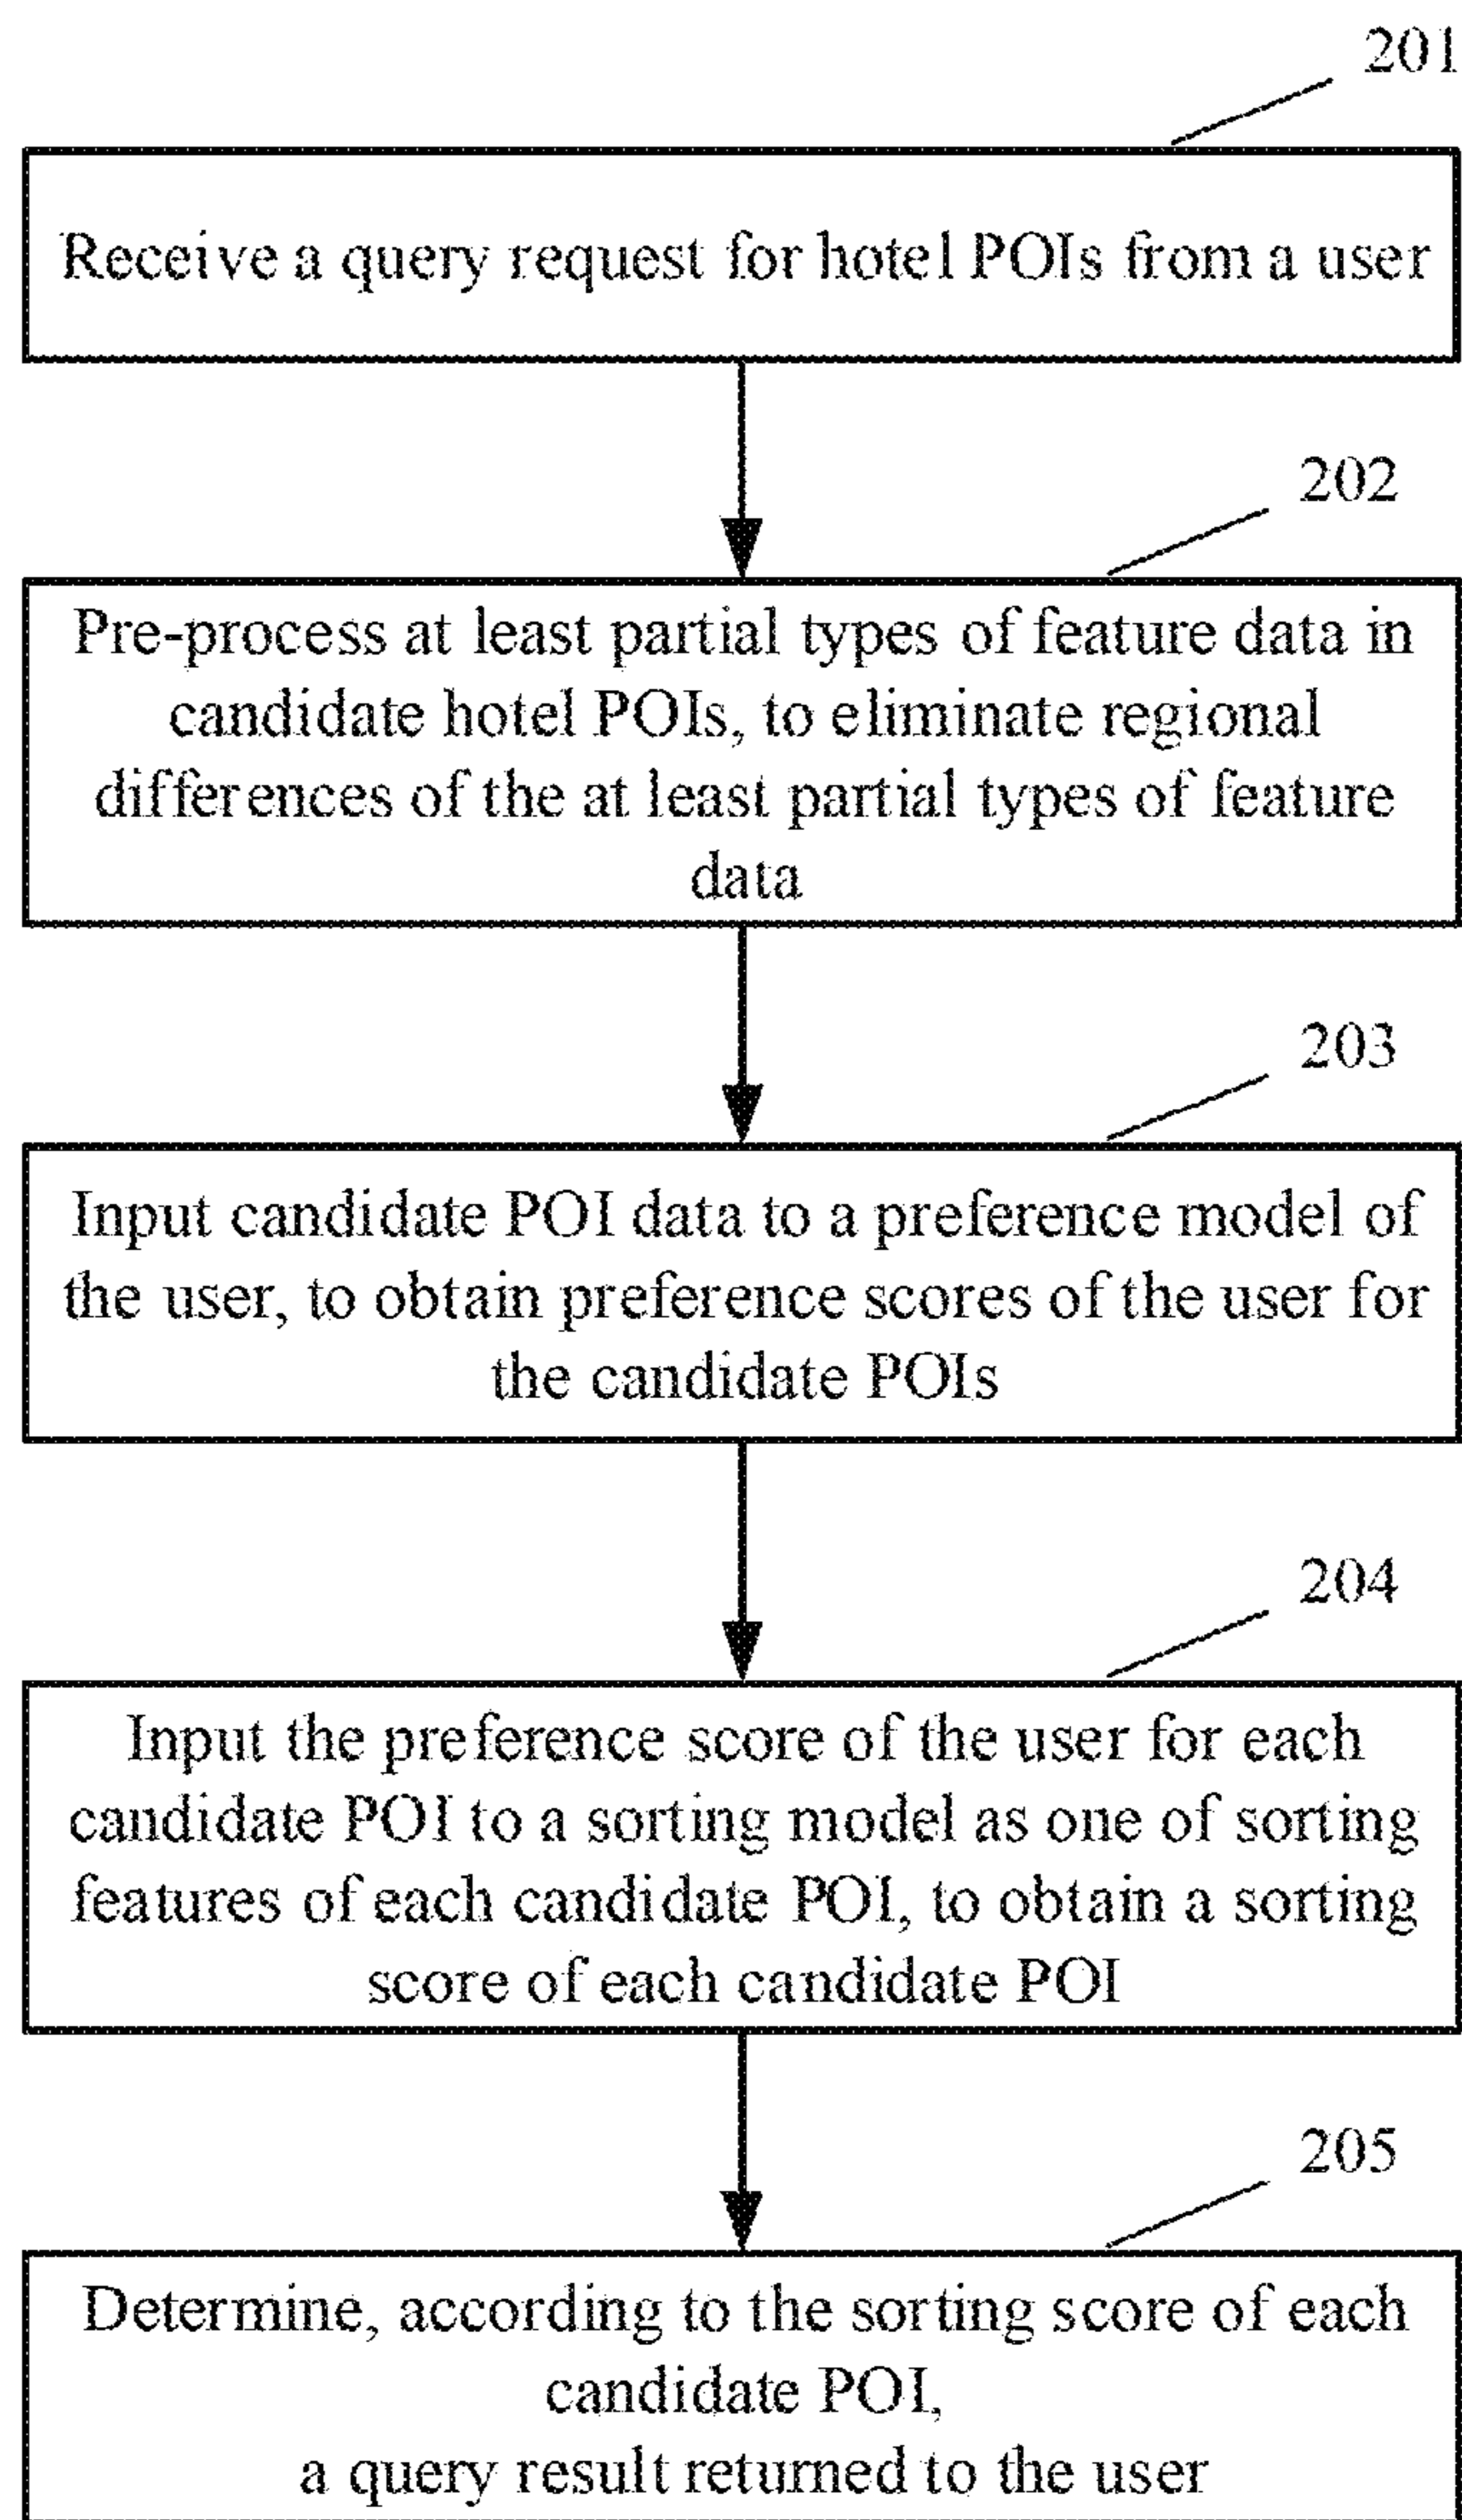 201
Receive a query request for hotel POIs from a user
202
Pre-process at least partial types of feature data in
candidate hotel POIs, to eliminate regional
differences of the at least partial types of feature
data
203
Input candidate POI data to a preference model of
the user, to obtain preference scores of the user for
the candidate POIs
204
Input the preference score of the user for each
candidate POI to a sorting model as one of sorting
features of each candidate POI, to obtain a sorting
score of each candidate POI
205
Determine, according to the sorting score of each
candidate POI,
a query result returned to the user